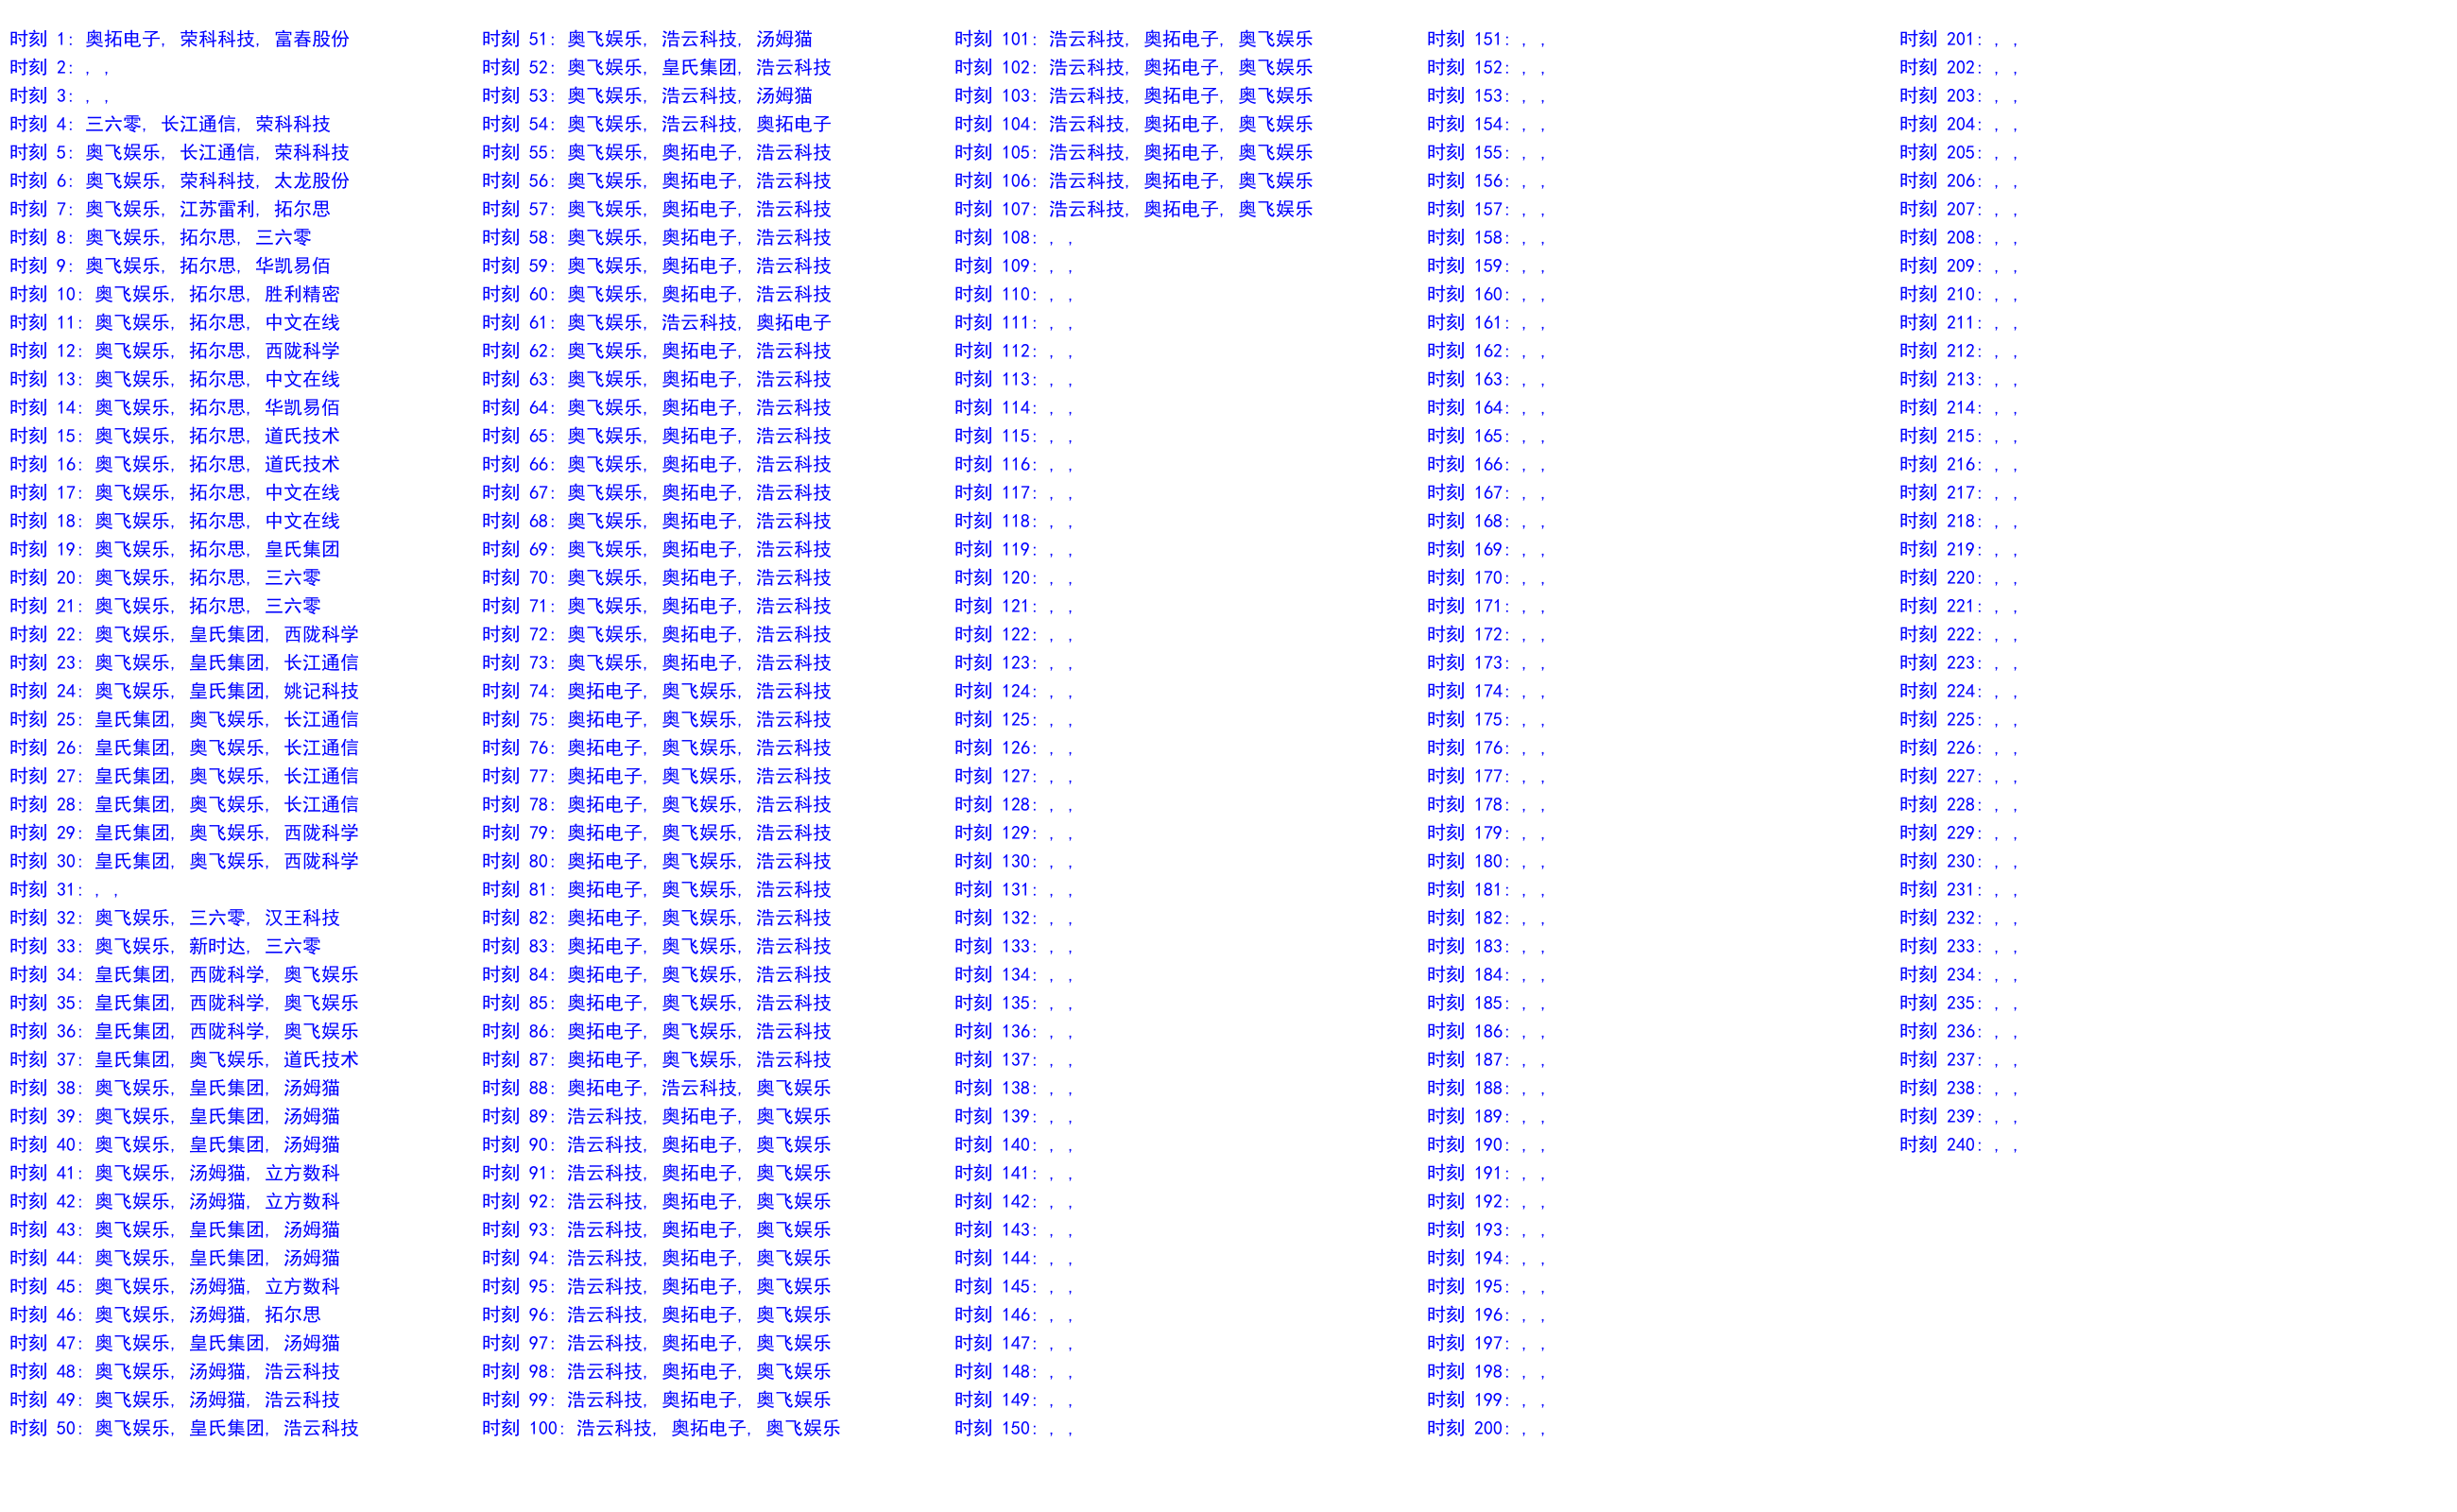 时刻 1: 奥拓电子, 荣科科技, 富春股份
时刻 2: , ,
时刻 3: , ,
时刻 4: 三六零, 长江通信, 荣科科技
时刻 5: 奥飞娱乐, 长江通信, 荣科科技
时刻 6: 奥飞娱乐, 荣科科技, 太龙股份
时刻 7: 奥飞娱乐, 江苏雷利, 拓尔思
时刻 8: 奥飞娱乐, 拓尔思, 三六零
时刻 9: 奥飞娱乐, 拓尔思, 华凯易佰
时刻 10: 奥飞娱乐, 拓尔思, 胜利精密
时刻 11: 奥飞娱乐, 拓尔思, 中文在线
时刻 12: 奥飞娱乐, 拓尔思, 西陇科学
时刻 13: 奥飞娱乐, 拓尔思, 中文在线
时刻 14: 奥飞娱乐, 拓尔思, 华凯易佰
时刻 15: 奥飞娱乐, 拓尔思, 道氏技术
时刻 16: 奥飞娱乐, 拓尔思, 道氏技术
时刻 17: 奥飞娱乐, 拓尔思, 中文在线
时刻 18: 奥飞娱乐, 拓尔思, 中文在线
时刻 19: 奥飞娱乐, 拓尔思, 皇氏集团
时刻 20: 奥飞娱乐, 拓尔思, 三六零
时刻 21: 奥飞娱乐, 拓尔思, 三六零
时刻 22: 奥飞娱乐, 皇氏集团, 西陇科学
时刻 23: 奥飞娱乐, 皇氏集团, 长江通信
时刻 24: 奥飞娱乐, 皇氏集团, 姚记科技
时刻 25: 皇氏集团, 奥飞娱乐, 长江通信
时刻 26: 皇氏集团, 奥飞娱乐, 长江通信
时刻 27: 皇氏集团, 奥飞娱乐, 长江通信
时刻 28: 皇氏集团, 奥飞娱乐, 长江通信
时刻 29: 皇氏集团, 奥飞娱乐, 西陇科学
时刻 30: 皇氏集团, 奥飞娱乐, 西陇科学
时刻 31: , ,
时刻 32: 奥飞娱乐, 三六零, 汉王科技
时刻 33: 奥飞娱乐, 新时达, 三六零
时刻 34: 皇氏集团, 西陇科学, 奥飞娱乐
时刻 35: 皇氏集团, 西陇科学, 奥飞娱乐
时刻 36: 皇氏集团, 西陇科学, 奥飞娱乐
时刻 37: 皇氏集团, 奥飞娱乐, 道氏技术
时刻 38: 奥飞娱乐, 皇氏集团, 汤姆猫
时刻 39: 奥飞娱乐, 皇氏集团, 汤姆猫
时刻 40: 奥飞娱乐, 皇氏集团, 汤姆猫
时刻 41: 奥飞娱乐, 汤姆猫, 立方数科
时刻 42: 奥飞娱乐, 汤姆猫, 立方数科
时刻 43: 奥飞娱乐, 皇氏集团, 汤姆猫
时刻 44: 奥飞娱乐, 皇氏集团, 汤姆猫
时刻 45: 奥飞娱乐, 汤姆猫, 立方数科
时刻 46: 奥飞娱乐, 汤姆猫, 拓尔思
时刻 47: 奥飞娱乐, 皇氏集团, 汤姆猫
时刻 48: 奥飞娱乐, 汤姆猫, 浩云科技
时刻 49: 奥飞娱乐, 汤姆猫, 浩云科技
时刻 50: 奥飞娱乐, 皇氏集团, 浩云科技
时刻 51: 奥飞娱乐, 浩云科技, 汤姆猫
时刻 52: 奥飞娱乐, 皇氏集团, 浩云科技
时刻 53: 奥飞娱乐, 浩云科技, 汤姆猫
时刻 54: 奥飞娱乐, 浩云科技, 奥拓电子
时刻 55: 奥飞娱乐, 奥拓电子, 浩云科技
时刻 56: 奥飞娱乐, 奥拓电子, 浩云科技
时刻 57: 奥飞娱乐, 奥拓电子, 浩云科技
时刻 58: 奥飞娱乐, 奥拓电子, 浩云科技
时刻 59: 奥飞娱乐, 奥拓电子, 浩云科技
时刻 60: 奥飞娱乐, 奥拓电子, 浩云科技
时刻 61: 奥飞娱乐, 浩云科技, 奥拓电子
时刻 62: 奥飞娱乐, 奥拓电子, 浩云科技
时刻 63: 奥飞娱乐, 奥拓电子, 浩云科技
时刻 64: 奥飞娱乐, 奥拓电子, 浩云科技
时刻 65: 奥飞娱乐, 奥拓电子, 浩云科技
时刻 66: 奥飞娱乐, 奥拓电子, 浩云科技
时刻 67: 奥飞娱乐, 奥拓电子, 浩云科技
时刻 68: 奥飞娱乐, 奥拓电子, 浩云科技
时刻 69: 奥飞娱乐, 奥拓电子, 浩云科技
时刻 70: 奥飞娱乐, 奥拓电子, 浩云科技
时刻 71: 奥飞娱乐, 奥拓电子, 浩云科技
时刻 72: 奥飞娱乐, 奥拓电子, 浩云科技
时刻 73: 奥飞娱乐, 奥拓电子, 浩云科技
时刻 74: 奥拓电子, 奥飞娱乐, 浩云科技
时刻 75: 奥拓电子, 奥飞娱乐, 浩云科技
时刻 76: 奥拓电子, 奥飞娱乐, 浩云科技
时刻 77: 奥拓电子, 奥飞娱乐, 浩云科技
时刻 78: 奥拓电子, 奥飞娱乐, 浩云科技
时刻 79: 奥拓电子, 奥飞娱乐, 浩云科技
时刻 80: 奥拓电子, 奥飞娱乐, 浩云科技
时刻 81: 奥拓电子, 奥飞娱乐, 浩云科技
时刻 82: 奥拓电子, 奥飞娱乐, 浩云科技
时刻 83: 奥拓电子, 奥飞娱乐, 浩云科技
时刻 84: 奥拓电子, 奥飞娱乐, 浩云科技
时刻 85: 奥拓电子, 奥飞娱乐, 浩云科技
时刻 86: 奥拓电子, 奥飞娱乐, 浩云科技
时刻 87: 奥拓电子, 奥飞娱乐, 浩云科技
时刻 88: 奥拓电子, 浩云科技, 奥飞娱乐
时刻 89: 浩云科技, 奥拓电子, 奥飞娱乐
时刻 90: 浩云科技, 奥拓电子, 奥飞娱乐
时刻 91: 浩云科技, 奥拓电子, 奥飞娱乐
时刻 92: 浩云科技, 奥拓电子, 奥飞娱乐
时刻 93: 浩云科技, 奥拓电子, 奥飞娱乐
时刻 94: 浩云科技, 奥拓电子, 奥飞娱乐
时刻 95: 浩云科技, 奥拓电子, 奥飞娱乐
时刻 96: 浩云科技, 奥拓电子, 奥飞娱乐
时刻 97: 浩云科技, 奥拓电子, 奥飞娱乐
时刻 98: 浩云科技, 奥拓电子, 奥飞娱乐
时刻 99: 浩云科技, 奥拓电子, 奥飞娱乐
时刻 100: 浩云科技, 奥拓电子, 奥飞娱乐
时刻 101: 浩云科技, 奥拓电子, 奥飞娱乐
时刻 102: 浩云科技, 奥拓电子, 奥飞娱乐
时刻 103: 浩云科技, 奥拓电子, 奥飞娱乐
时刻 104: 浩云科技, 奥拓电子, 奥飞娱乐
时刻 105: 浩云科技, 奥拓电子, 奥飞娱乐
时刻 106: 浩云科技, 奥拓电子, 奥飞娱乐
时刻 107: 浩云科技, 奥拓电子, 奥飞娱乐
时刻 108: , ,
时刻 109: , ,
时刻 110: , ,
时刻 111: , ,
时刻 112: , ,
时刻 113: , ,
时刻 114: , ,
时刻 115: , ,
时刻 116: , ,
时刻 117: , ,
时刻 118: , ,
时刻 119: , ,
时刻 120: , ,
时刻 121: , ,
时刻 122: , ,
时刻 123: , ,
时刻 124: , ,
时刻 125: , ,
时刻 126: , ,
时刻 127: , ,
时刻 128: , ,
时刻 129: , ,
时刻 130: , ,
时刻 131: , ,
时刻 132: , ,
时刻 133: , ,
时刻 134: , ,
时刻 135: , ,
时刻 136: , ,
时刻 137: , ,
时刻 138: , ,
时刻 139: , ,
时刻 140: , ,
时刻 141: , ,
时刻 142: , ,
时刻 143: , ,
时刻 144: , ,
时刻 145: , ,
时刻 146: , ,
时刻 147: , ,
时刻 148: , ,
时刻 149: , ,
时刻 150: , ,
时刻 151: , ,
时刻 152: , ,
时刻 153: , ,
时刻 154: , ,
时刻 155: , ,
时刻 156: , ,
时刻 157: , ,
时刻 158: , ,
时刻 159: , ,
时刻 160: , ,
时刻 161: , ,
时刻 162: , ,
时刻 163: , ,
时刻 164: , ,
时刻 165: , ,
时刻 166: , ,
时刻 167: , ,
时刻 168: , ,
时刻 169: , ,
时刻 170: , ,
时刻 171: , ,
时刻 172: , ,
时刻 173: , ,
时刻 174: , ,
时刻 175: , ,
时刻 176: , ,
时刻 177: , ,
时刻 178: , ,
时刻 179: , ,
时刻 180: , ,
时刻 181: , ,
时刻 182: , ,
时刻 183: , ,
时刻 184: , ,
时刻 185: , ,
时刻 186: , ,
时刻 187: , ,
时刻 188: , ,
时刻 189: , ,
时刻 190: , ,
时刻 191: , ,
时刻 192: , ,
时刻 193: , ,
时刻 194: , ,
时刻 195: , ,
时刻 196: , ,
时刻 197: , ,
时刻 198: , ,
时刻 199: , ,
时刻 200: , ,
时刻 201: , ,
时刻 202: , ,
时刻 203: , ,
时刻 204: , ,
时刻 205: , ,
时刻 206: , ,
时刻 207: , ,
时刻 208: , ,
时刻 209: , ,
时刻 210: , ,
时刻 211: , ,
时刻 212: , ,
时刻 213: , ,
时刻 214: , ,
时刻 215: , ,
时刻 216: , ,
时刻 217: , ,
时刻 218: , ,
时刻 219: , ,
时刻 220: , ,
时刻 221: , ,
时刻 222: , ,
时刻 223: , ,
时刻 224: , ,
时刻 225: , ,
时刻 226: , ,
时刻 227: , ,
时刻 228: , ,
时刻 229: , ,
时刻 230: , ,
时刻 231: , ,
时刻 232: , ,
时刻 233: , ,
时刻 234: , ,
时刻 235: , ,
时刻 236: , ,
时刻 237: , ,
时刻 238: , ,
时刻 239: , ,
时刻 240: , ,